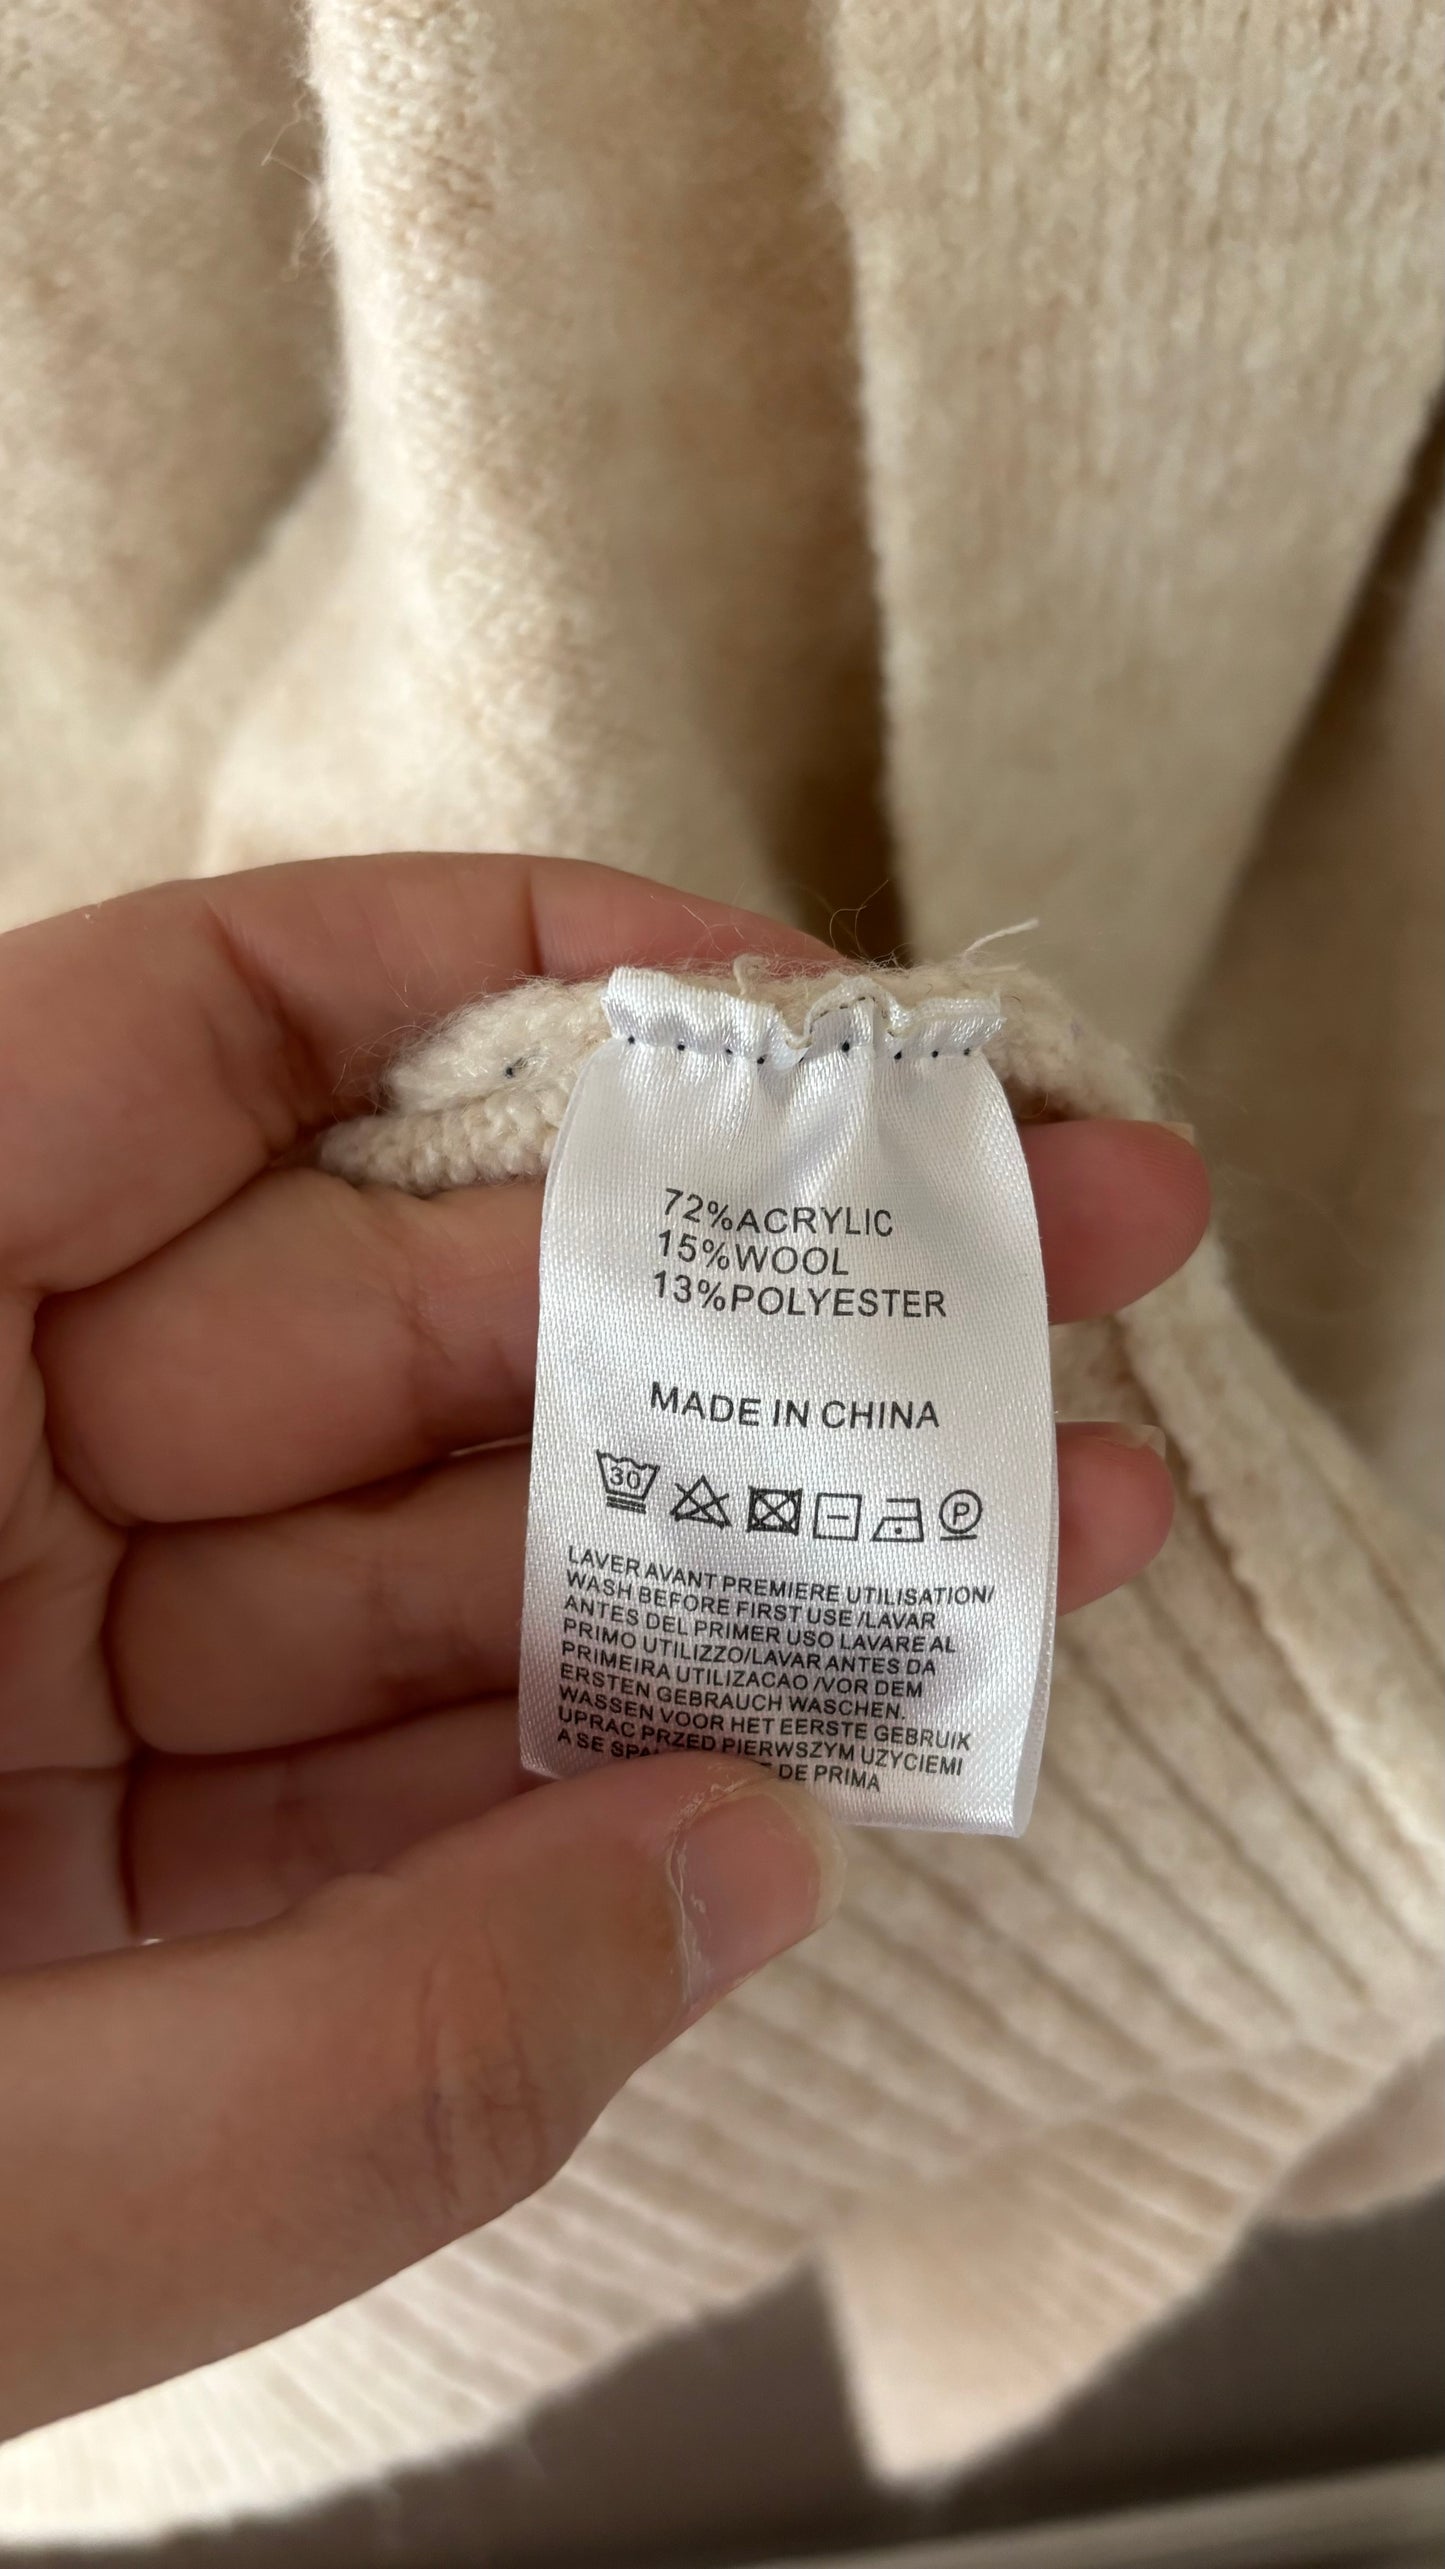 72%ACRYLIC
15%WOOL
13%POLYESTER
MADE IN CHINA
30
P
LAVER AVANT PREMIERE UTILISATION/
WASH BEFORE FIRST USE /LAVAR
ANTES DEL PRIMER USO LAVARE AL
PRIMO UTILIZZO/LAVAR ANTES DA
PRIMEIRA UTILIZACAO /VOR DEM
ERSTEN GEBRAUCH WASCHEN.
WASSEN VOOR HET EERSTE GEBRUIK
UPRAC PRZED PIERWSZYM UZYCIEMI
A SE DE PRIMA